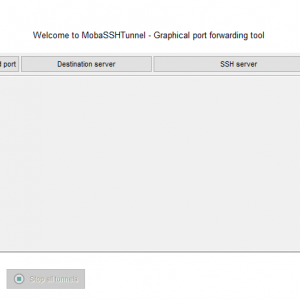 Welcome to MobaSSHTunnel - Graphical port forwarding tool
d port Destination server SSH server
Stop all tunnels